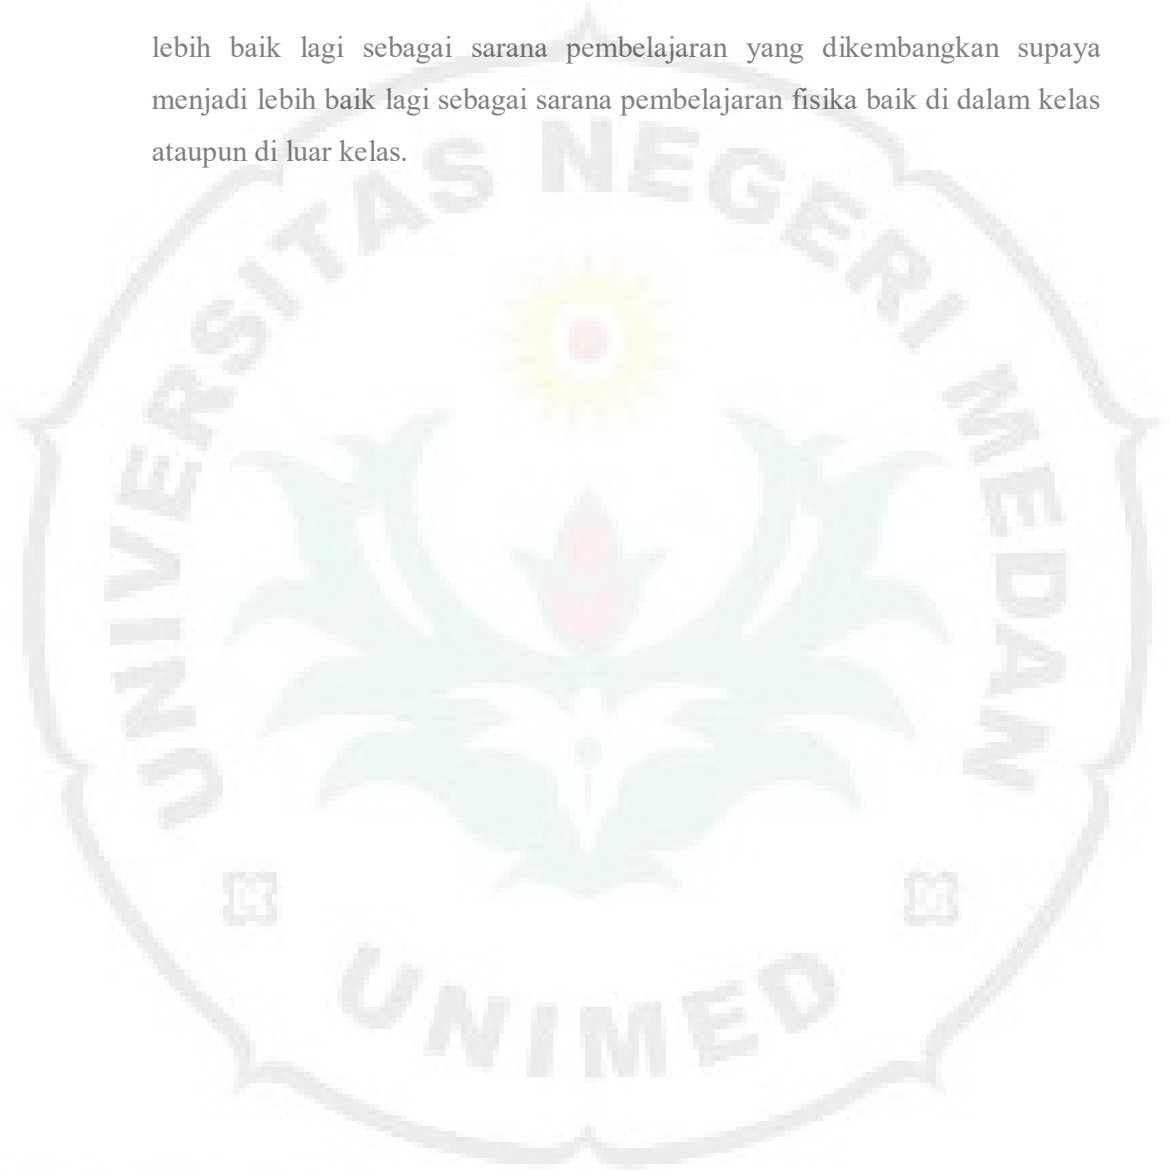 lebih baik lagi sebagai sarana pembelajaran yang dikembangkan supaya
menjadi lebih baik lagi sebagai sarana pembelajaran fisika baik di dalam kelas
ataupun di luar kelas.
UNIVERSITAS NEGERI MEDAN
UNIMED